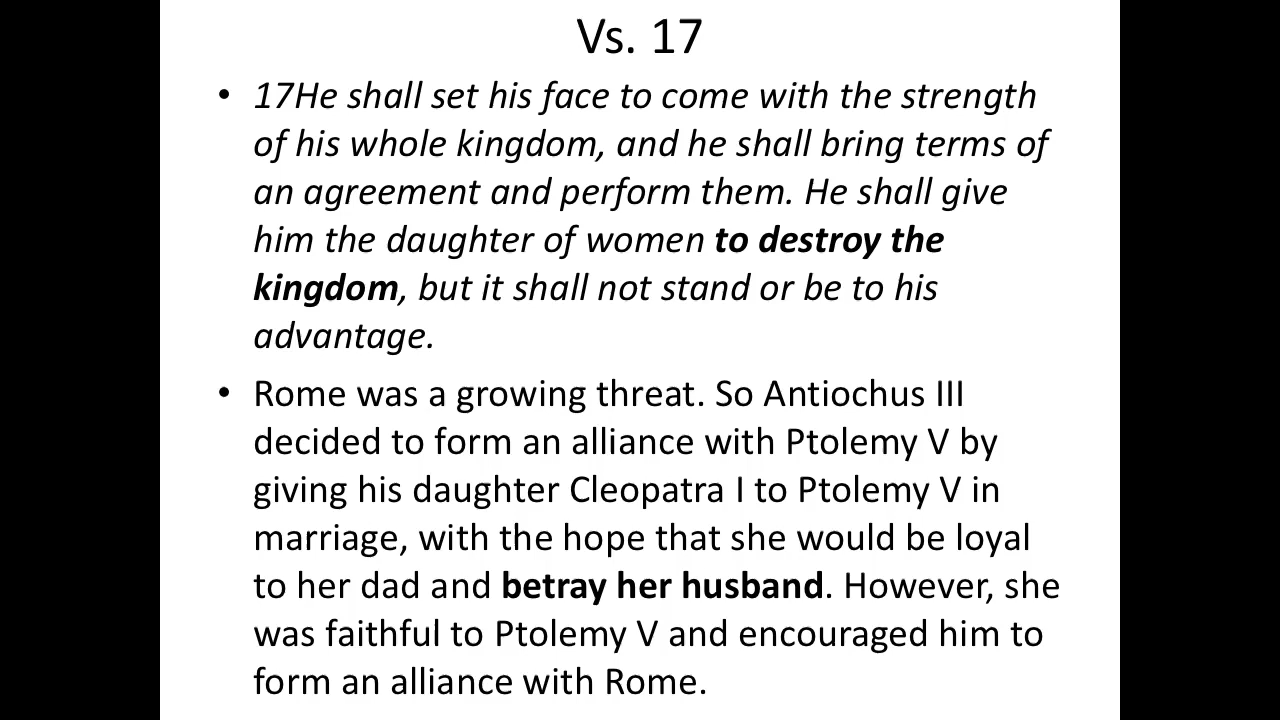 Vs. 17
• 17He shall set his face to come with the strength
of his whole kingdom, and he shall bring terms of
an agreement and perform them. He shall give
him the daughter of women to destroy the
kingdom, but it shall not stand or be to his
advantage.
• Rome was a growing threat. So Antiochus III
decided to form an alliance with Ptolemy V by
giving his daughter Cleopatra I to Ptolemy V in
marriage, with the hope that she would be loyal
to her dad and betray her husband. However, she
was faithful to Ptolemy V and encouraged him to
form an alliance with Rome.